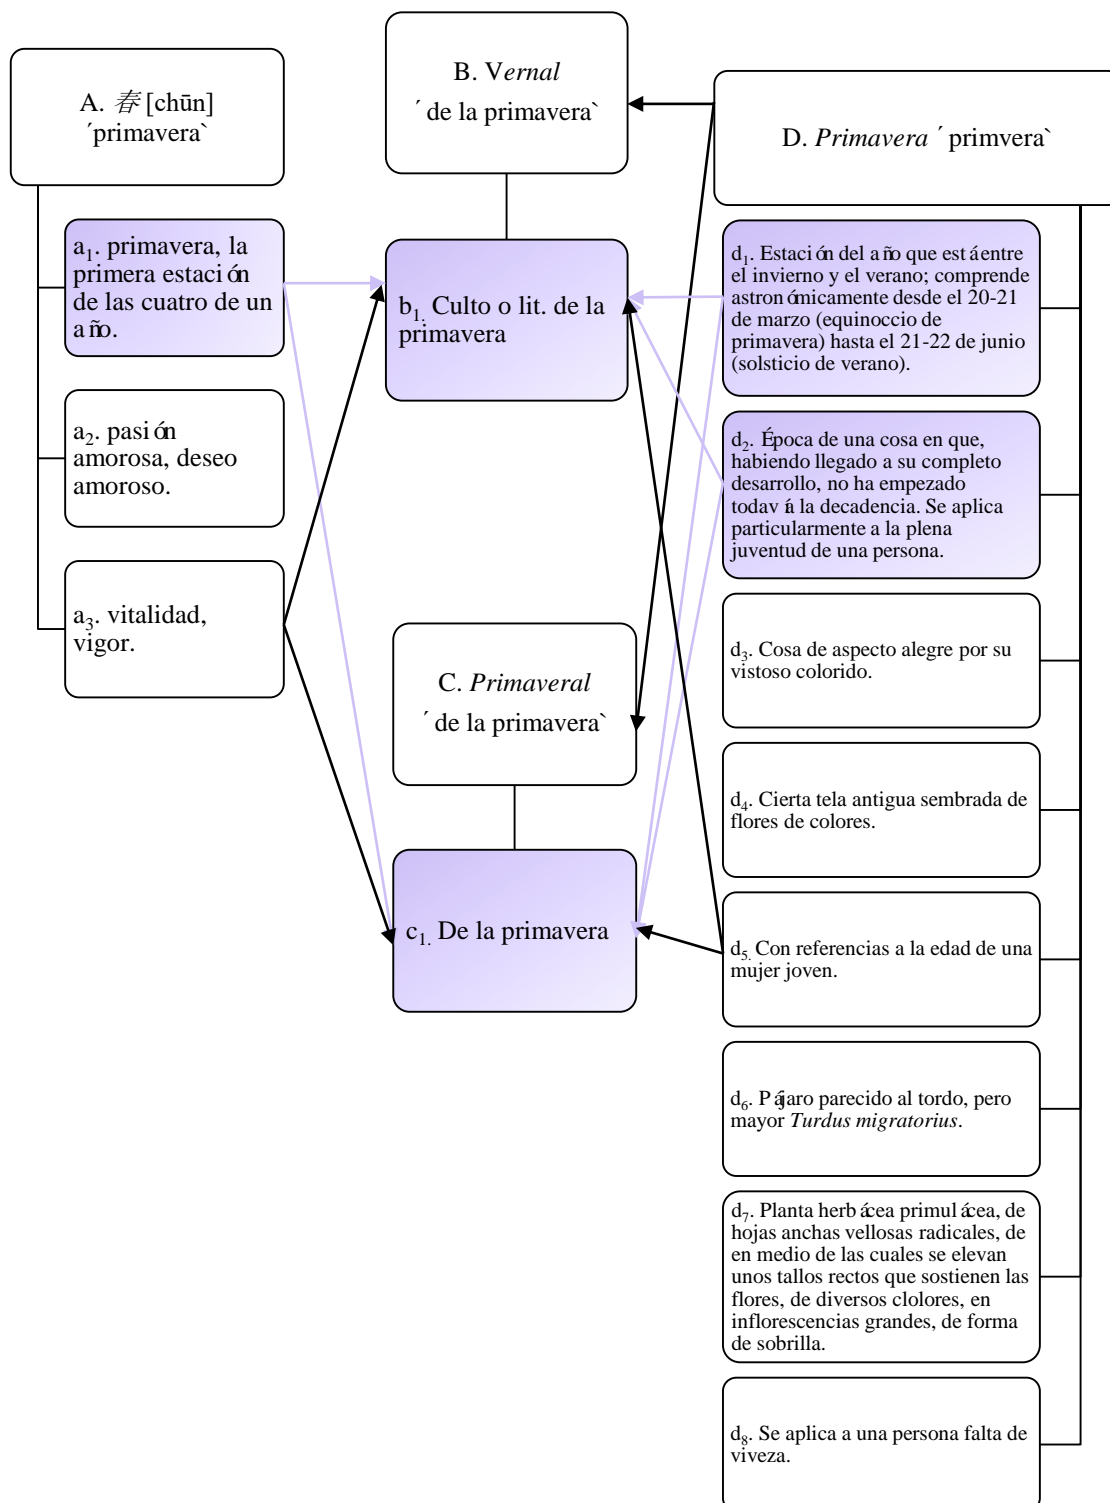 A. 春 [chūn]
´primavera`
a1. primavera, la
primera estación
de las cuatro de un
año.
a2. pasión
amorosa, deseo
amoroso.
a3. vitalidad,
vigor.
B. Vernal
´ de la primavera`
b1. Culto o lit. de la
primavera
C. Primaveral
´ de la primavera`
c1. De la primavera
D. Primavera ´ primvera`
d1. Estación del año que está entre
el invierno y el verano; comprende
astronómicamente desde el 20-21
de marzo (equinoccio de
primavera) hasta el 21-22 de junio
(solsticio de verano).
d2. Época de una cosa en que,
habiendo llegado a su completo
desarrollo, no ha empezado
todavía la decadencia. Se aplica
particularmente a la plena
juventud de una persona.
d3. Cosa de aspecto alegre por su
vistoso colorido.
d4. Cierta tela antigua sembrada de
flores de colores.
d5. Con referencias a la edad de una
mujer joven.
d6. Pájaro parecido al tordo, pero
mayor Turdus migratorius.
d7. Planta herbácea primulácea, de
hojas anchas vellosas radicales, de
en medio de las cuales se elevan
unos tallos rectos que sostienen las
flores, de diversos clolores, en
inflorescencias grandes, de forma
de sobrilla.
d8. Se aplica a una persona falta de
viveza.